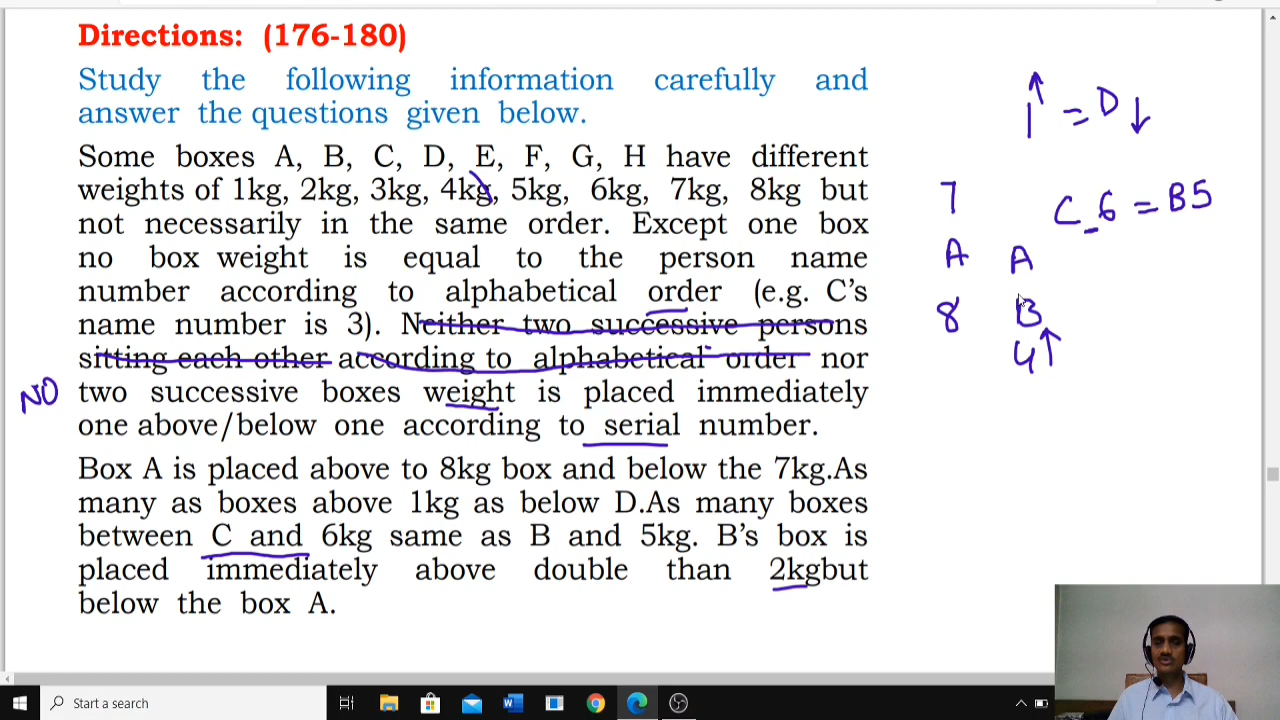 Directions: (176-180)
Study the following information carefully and
answer the questions given below.
Some boxes A, B, C, D, E, F, G, H have different
weights of 1kg, 2kg, 3kg, 4kg, 5kg, 6kg, 7kg, 8kg but
not necessarily in the same order. Except one box
no box weight is equal to the person name
number according to alphabetical order (e.g. C's
name number is 3). Neither two successive persons
sitting each other according to alphabetical order nor
two successive boxes weight is placed immediately
one above/below one according to serial number.
Box A is placed above to 8kg box and below the 7kg.As
many as boxes above 1kg as below D.As many boxes
between C and 6kg same as B and 5kg. B's box is
placed immediately above double than 2kgbut
below the box A.
NO
1↑ = D↓
7
C_6 = B5
A A
8 B
4↑
Start a search